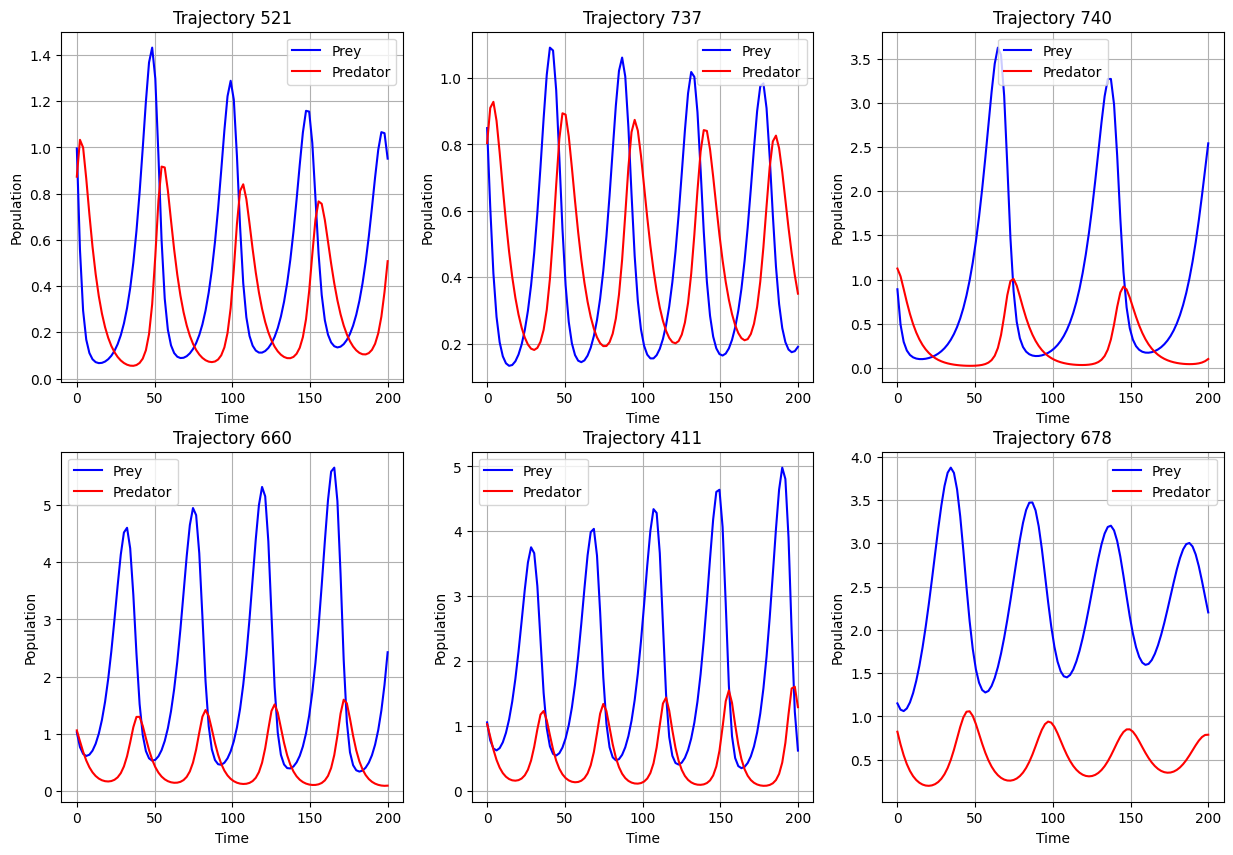 Trajectory 521
Prey
Predator
Population
0.0
0.2
0.4
0.6
0.8
1.0
1.2
1.4
0 50 100 150 200
Time
Trajectory 737
Prey
Predator
Population
0.2
0.4
0.6
0.8
1.0
0 50 100 150 200
Time
Trajectory 740
Prey
Predator
Population
0.0
0.5
1.0
1.5
2.0
2.5
3.0
3.5
0 50 100 150 200
Time
Trajectory 660
Prey
Predator
Population
0
1
2
3
4
5
0 50 100 150 200
Time
Trajectory 411
Prey
Predator
Population
0
1
2
3
4
5
0 50 100 150 200
Time
Trajectory 678
Prey
Predator
Population
0.5
1.0
1.5
2.0
2.5
3.0
3.5
4.0
0 50 100 150 200
Time